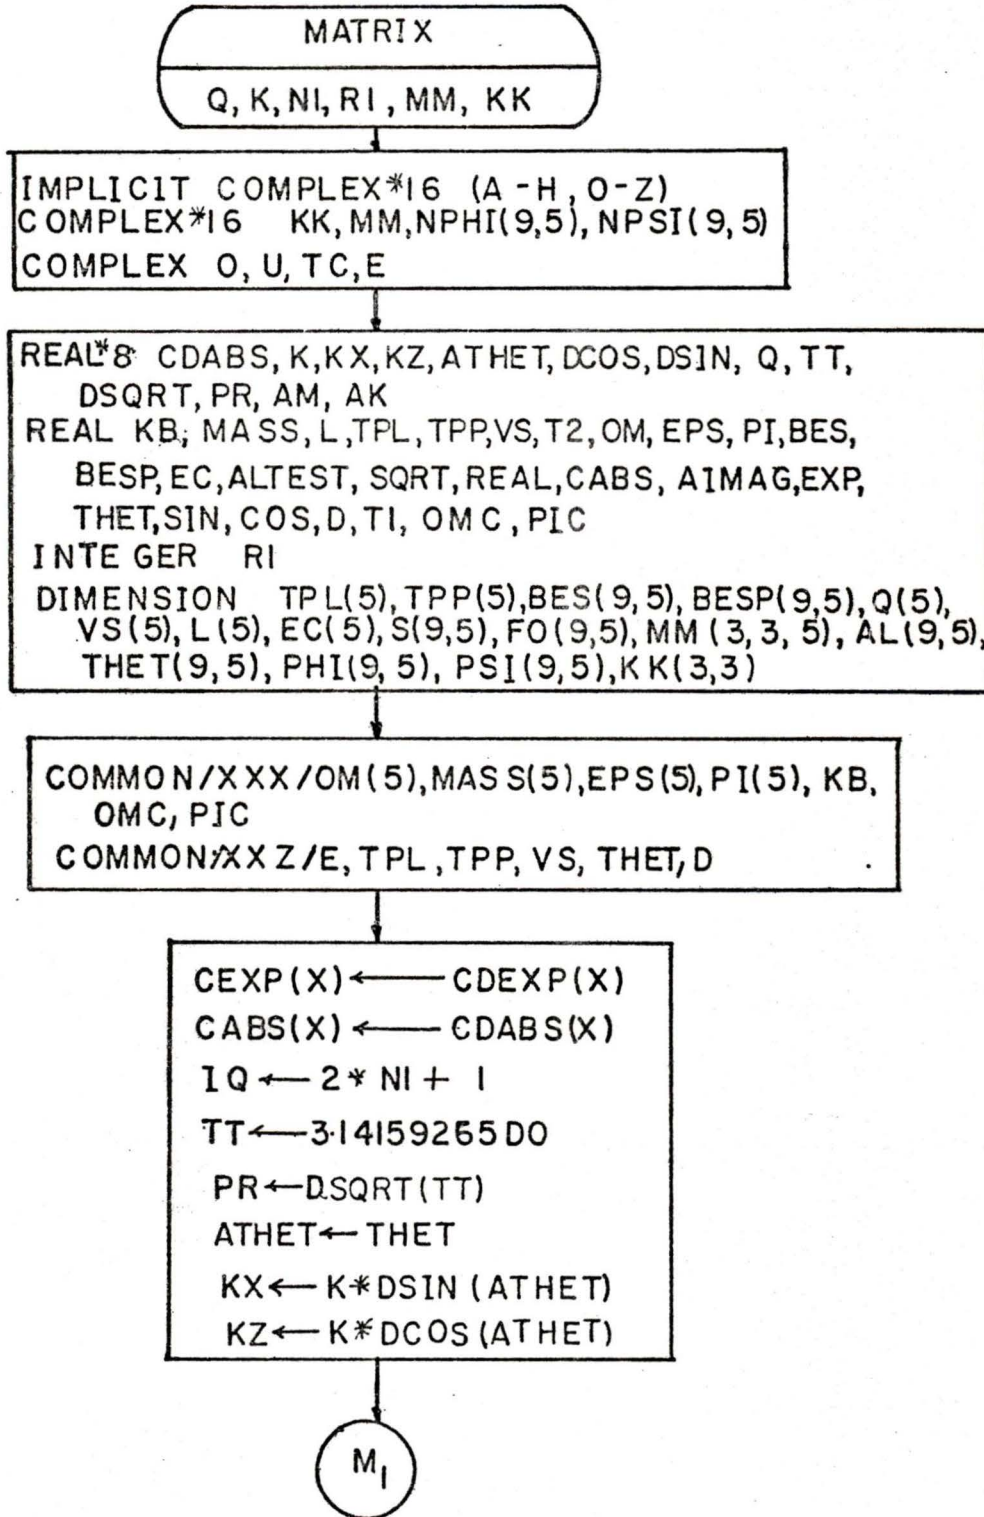 MATRIX
Q, K, NI, RI, MM, KK
IMPLICIT COMPLEX*16 (A-H, O-Z)
COMPLEX*16 KK, MM, NPHI(9,5), NPSI(9,5)
COMPLEX O, U, TC, E
REAL*8 CDABS, K, KX, KZ, ATHET, DCOS, DSIN, Q, TT,
DSQRT, PR, AM, AK
REAL KB, MASS, L, TPL, TPP, VS, T2, OM, EPS, PI, BES,
BESP, EC, ALTEST, SQRT, REAL, CABS, AIMAG, EXP,
THET, SIN, COS, D, TI, OMC, PIC
INTEGER RI
DIMENSION TPL(5), TPP(5), BES(9,5), BESP(9,5), Q(5),
VS(5), L(5), EC(5), S(9,5), FO(9,5), MM(3,3,5), AL(9,5),
THET(9,5), PHI(9,5), PSI(9,5), KK(3,3)
COMMON/XXX/OM(5), MASS(5), EPS(5), PI(5), KB,
OMC, PIC
COMMON/XXZ/E, TPL, TPP, VS, THET, D
CEXP(X) ← CDEXP(X)
CABS(X) ← CDABS(X)
IQ ← 2 * NI + 1
TT ← 3.14159265DO
PR ← DSQRT(TT)
ATHET ← THET
KX ← K*DSIN(ATHET)
KZ ← K*DCOS(ATHET)
M1